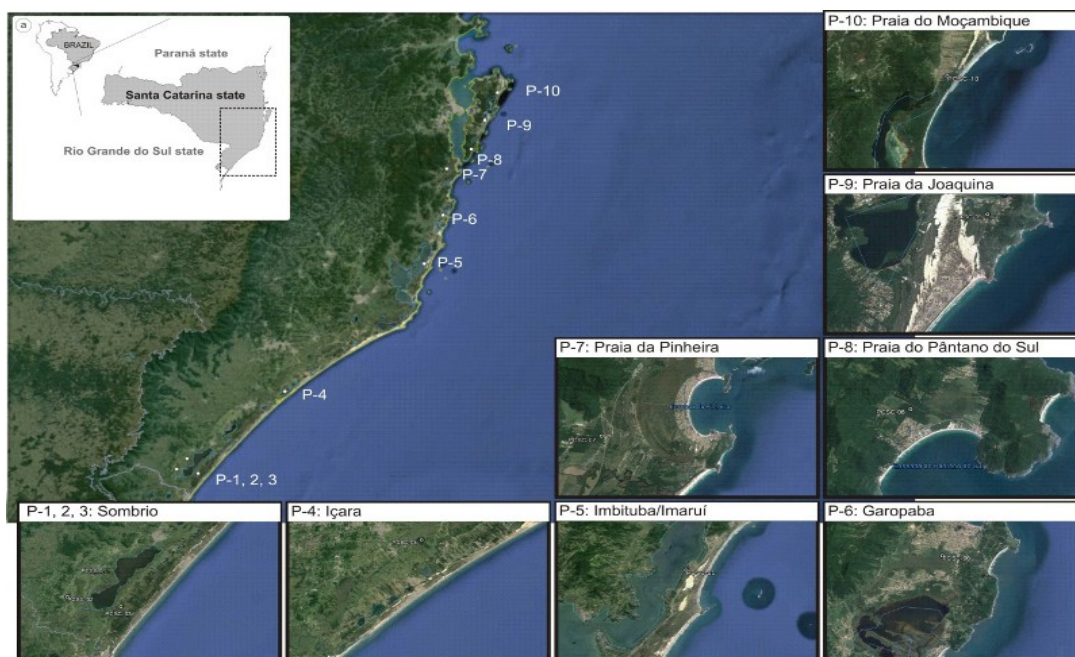 a
BRAZIL
Paraná state
Santa Catarina state
Rio Grande do Sul state
P-10
P-9
P-8
P-7
P-6
P-5
P-4
P-1, 2, 3
P-10: Praia do Moçambique
PCSC-10
P-9: Praia da Joaquina
P-7: Praia da Pinheira
P-8: Praia do Pântano do Sul
P-1, 2, 3: Sombrio
P-4: Içara
P-5: Imbituba/Imaruí
P-6: Garopaba